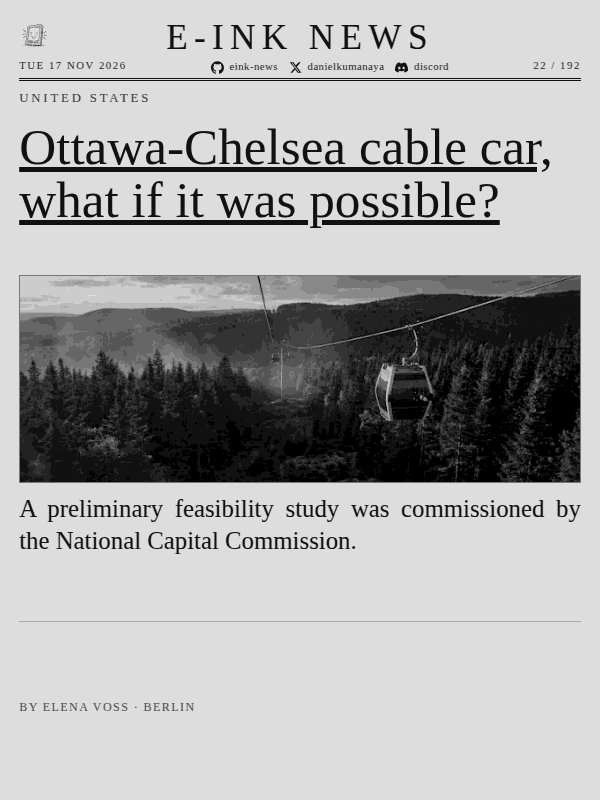 E-INK NEWS
TUE 17 NOV 2026
eink-news danielkumanaya discord
22 / 192
UNITED STATES
Ottawa-Chelsea cable car,
what if it was possible?
A preliminary feasibility study was commissioned by
the National Capital Commission.
BY ELENA VOSS · BERLIN